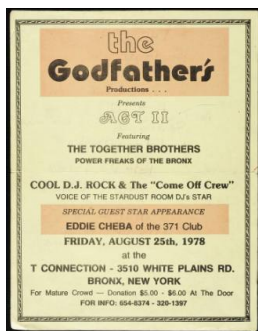 the
Godfather's
Productions . . .
Presents
ACT II
Featuring
THE TOGETHER BROTHERS
POWER FREAKS OF THE BRONX
COOL D.J. ROCK & The "Come Off Crew"
VOICE OF THE STARDUST ROOM DJ's STAR
SPECIAL GUEST STAR APPEARANCE
EDDIE CHEBA of the 371 Club
FRIDAY, AUGUST 25th, 1978
at the
T CONNECTION - 3510 WHITE PLAINS RD.
BRONX, NEW YORK
For Mature Crowd — Donation $5.00 - $6.00 At The Door
FOR INFO: 654-8374 - 320-1397